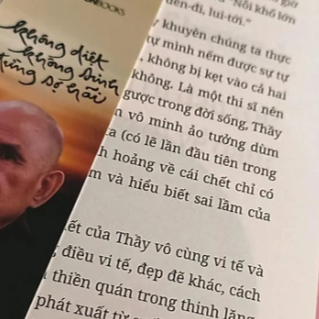 BOOKS
không diệt
không sinh
đừng sợ hãi
"Nỗi khổ lớn
đến-đi, lui-tới."
khuyên chúng ta thực
tự mình nếm được sự tự
, không bị kẹt vào cả hai
không. Là một thi sĩ nên
gược trong đời sống, Thầy
n vô minh ảo tưởng dùm
ta (có lẽ lần đầu tiên trong
h hoảng về cái chết chỉ có
m và hiểu biết sai lầm của
ết của Thầy vô cùng vi tế và
điều vi tế, đẹp đẽ khác, cách
thiền quán trong thinh lặng
phát xuất từ